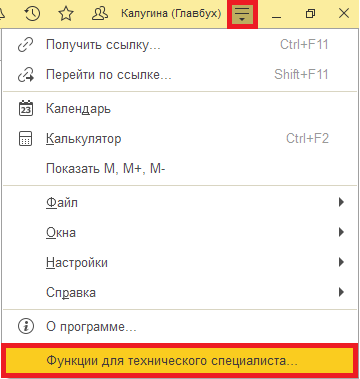 Калугина (Главбух)
Получить ссылку... Ctrl+F11
Перейти по ссылке... Shift+F11
23 Календарь
Калькулятор Ctrl+F2
Показать M, M+, M-
Файл
Окна
Настройки
Справка
О программе...
Функции для технического специалиста...